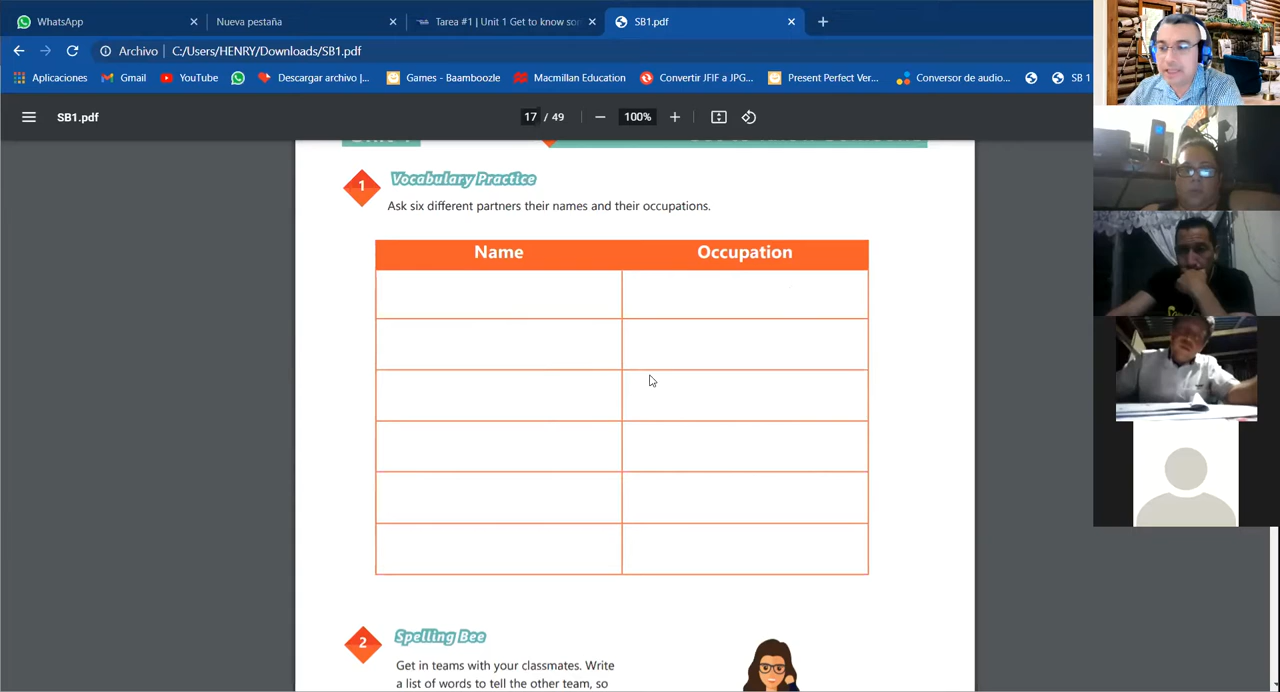 WhatsApp
Nueva pestaña
Tarea #1 | Unit 1 Get to know so
SB1.pdf
Archivo
C:/Users/HENRY/Downloads/SB1.pdf
Aplicaciones
Gmail
YouTube
Descargar archivo |...
Games - Baamboozle
Macmillan Education
Convertir JFIF a JPG...
Present Perfect Ver...
Conversor de audio...
SB 1
SB1.pdf
17 / 49
100%
1
Vocabulary Practice
Ask six different partners their names and their occupations.
Name
Occupation
2
Spelling Bee
Get in teams with your classmates. Write
a list of words to tell the other team, so